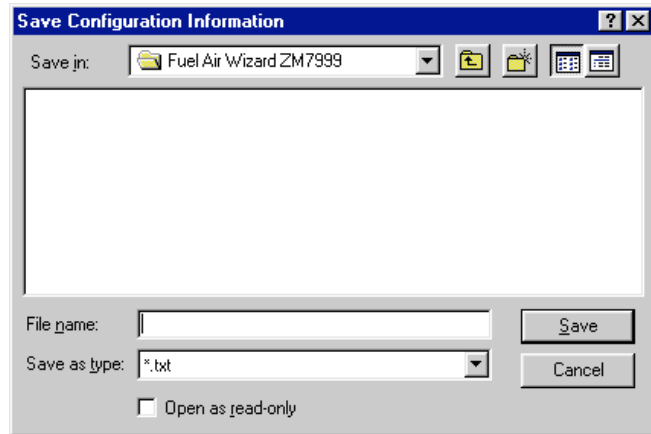 Save Configuration Information
Save in: Fuel Air Wizard ZM7999
File name:
Save
Save as type: *.txt
Cancel
Open as read-only